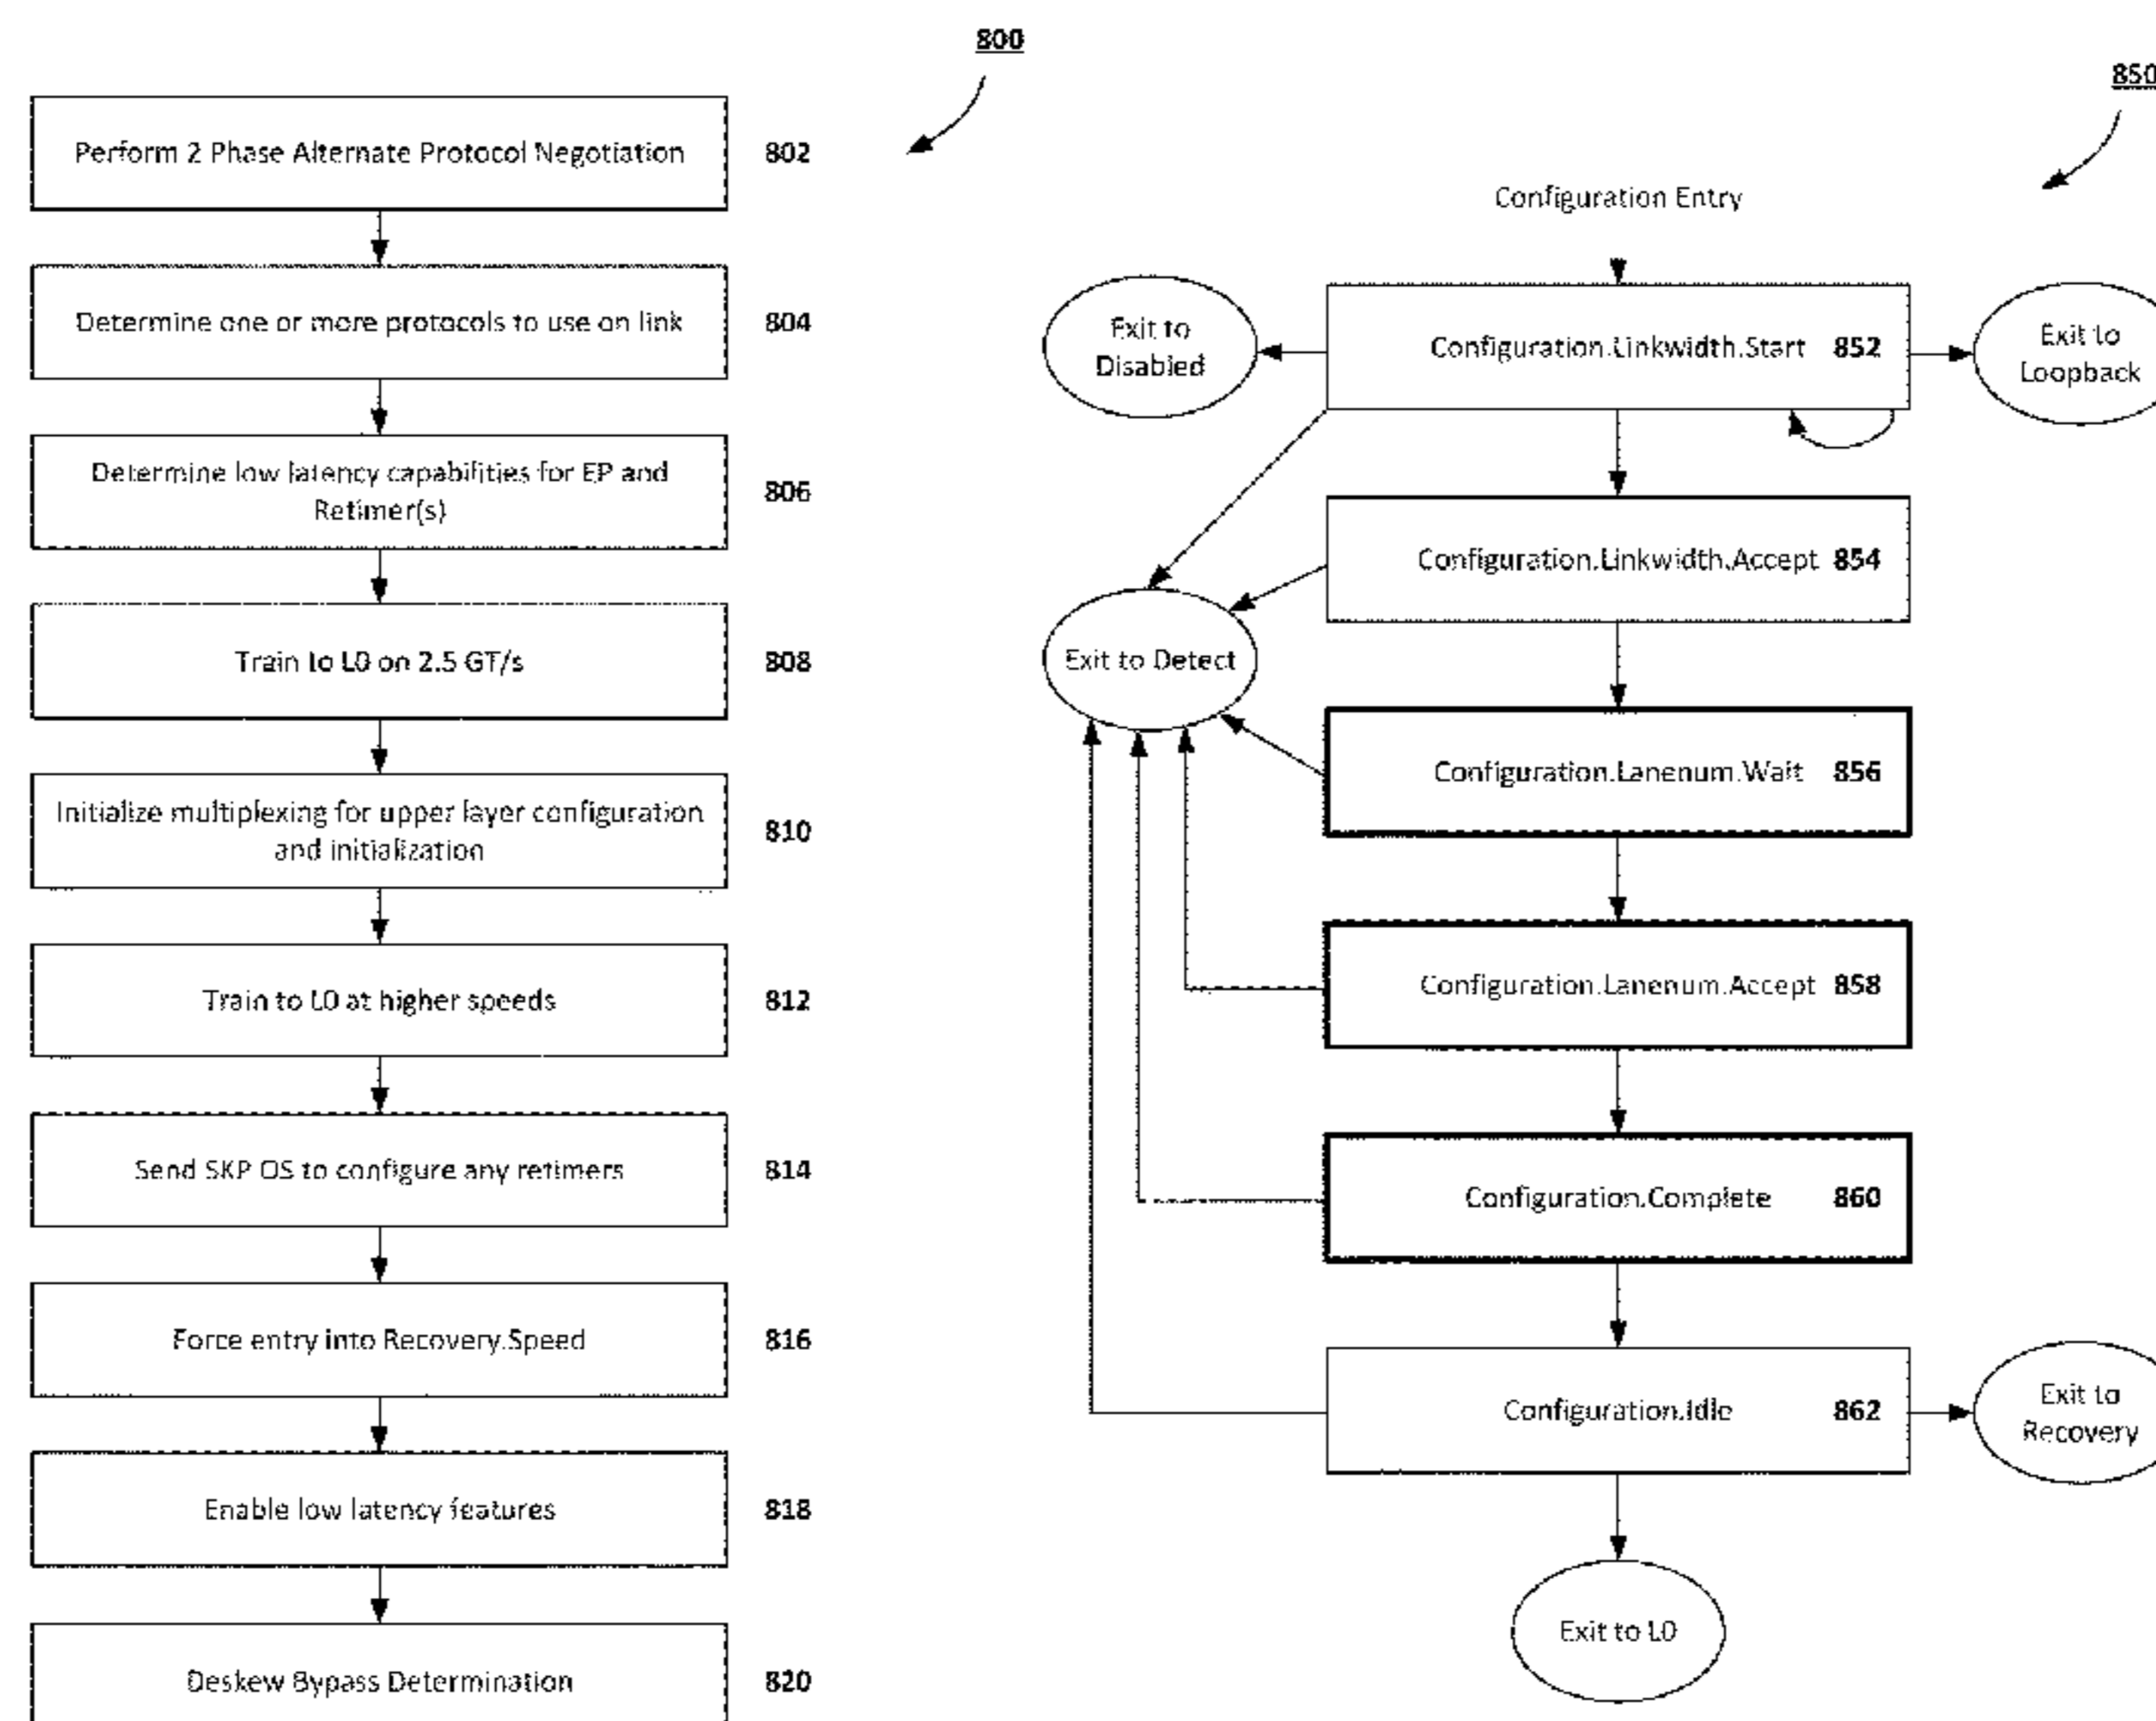 800
Perform 2 Phase Alternate Protocol Negotiation 802
Determine one or more protocols to use on link 804
Determine low latency capabilities for EP and
Retimer(s)
806
Train to L0 on 2.5 GT/s 808
Initialize multiplexing for upper layer configuration
and initialization
810
Train to L0 at higher speeds 812
Send SKP OS to configure any retimers 814
Force entry into Recovery.Speed 816
Enable low latency features 818
Deskew Bypass Determination 820
850
Configuration Entry
Exit to
Disabled
Configuration.Linkwidth.Start 852
Exit to
Loopback
Configuration.Linkwidth.Accept 854
Exit to Detect
Configuration.Lanenum.Wait 856
Configuration.Lanenum.Accept 858
Configuration.Complete 860
Configuration.Idle 862
Exit to
Recovery
Exit to L0